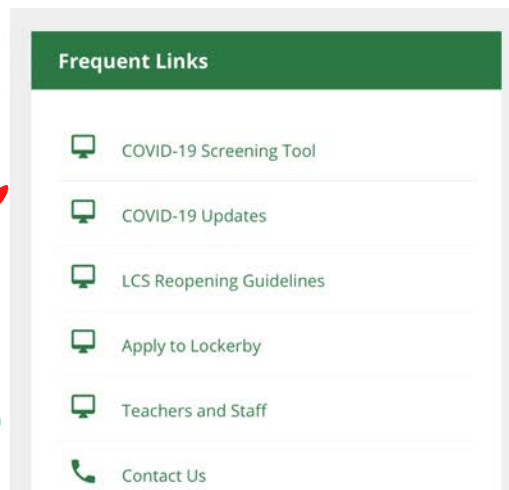 Frequent Links
COVID-19 Screening Tool
COVID-19 Updates
LCS Reopening Guidelines
Apply to Lockerby
Teachers and Staff
Contact Us